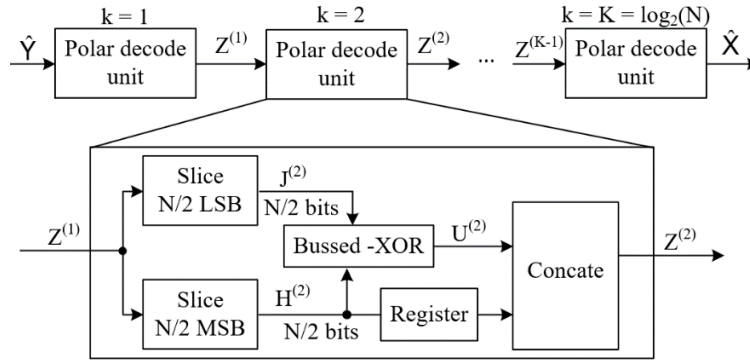 k = 1
k = 2
k = K = log₂(N)
Ŷ
Polar decode unit
Z⁽¹⁾
Polar decode unit
Z⁽²⁾
...
Z⁽ᴷ⁻¹⁾
Polar decode unit
X̂
Z⁽¹⁾
Slice N/2 LSB
J⁽²⁾
N/2 bits
Bussed -XOR
U⁽²⁾
Slice N/2 MSB
H⁽²⁾
N/2 bits
Register
Concate
Z⁽²⁾